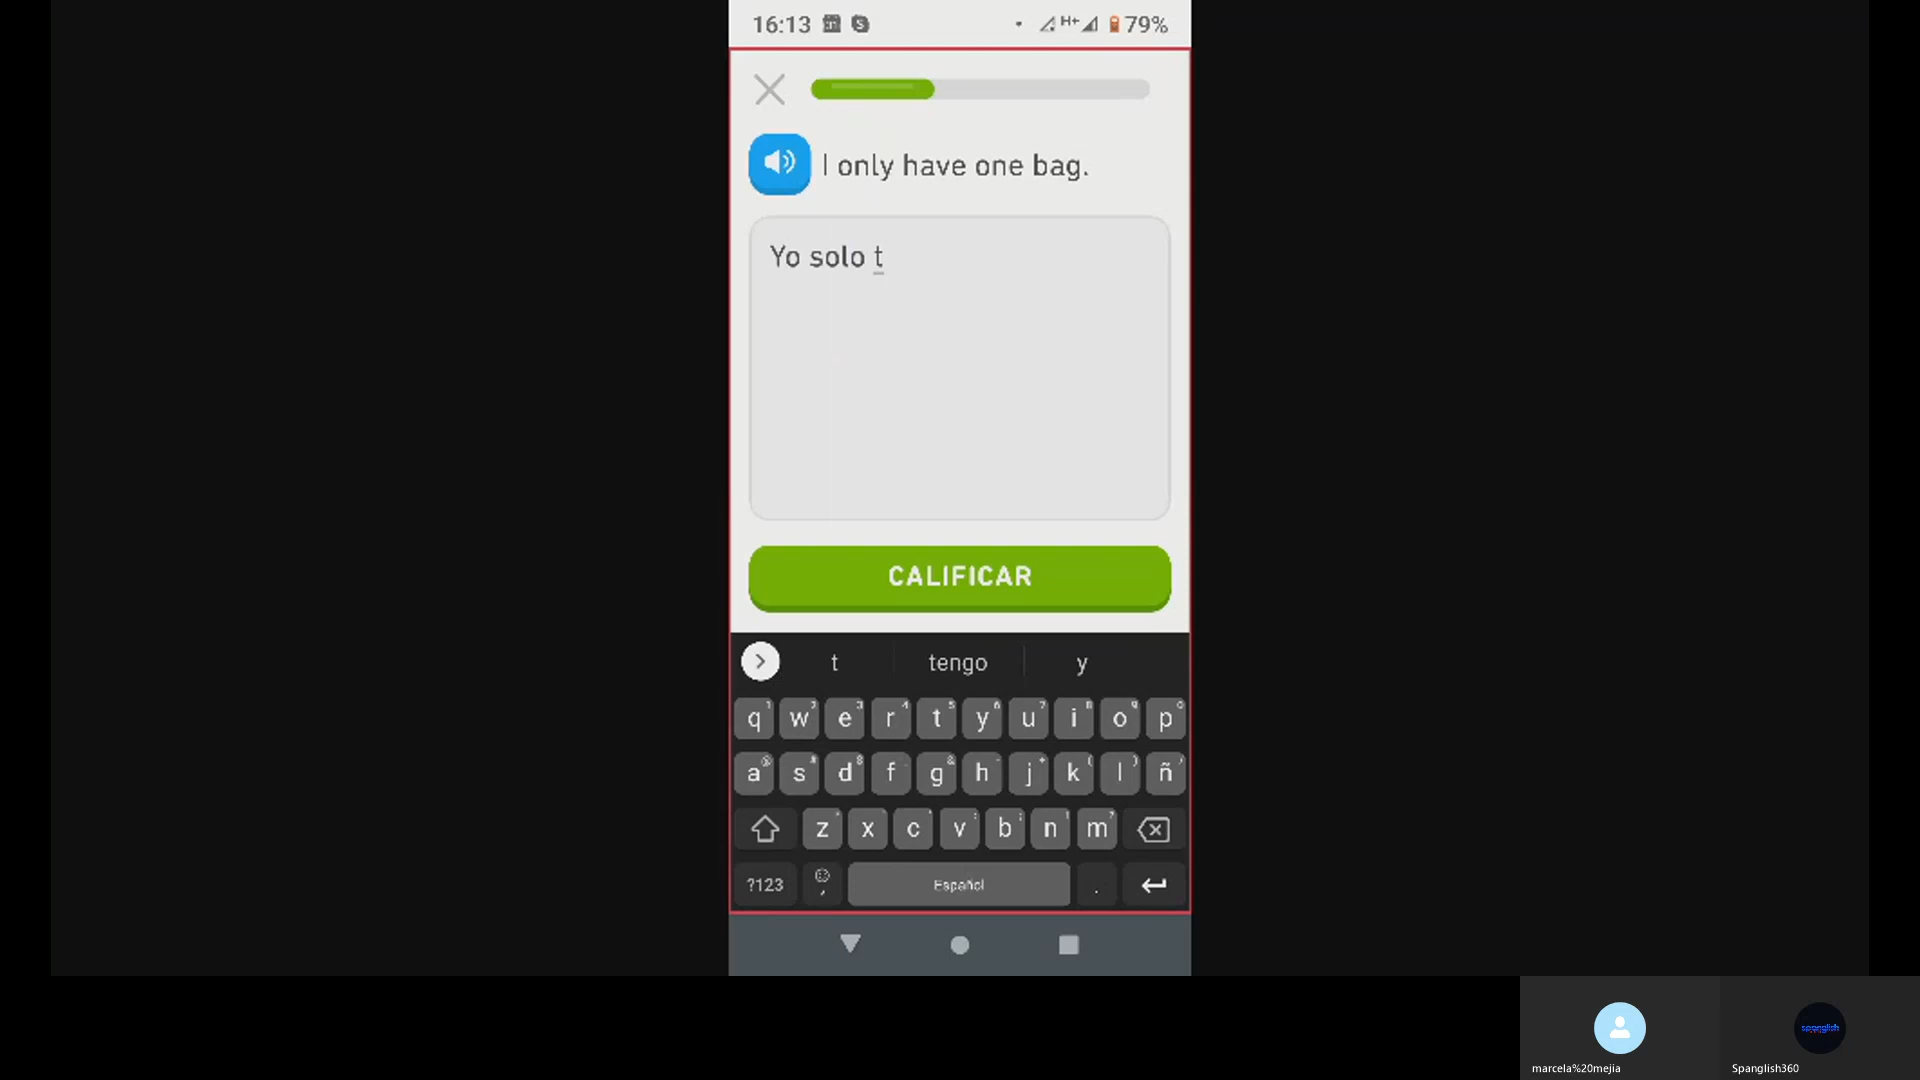 16:13 H+ 79%
I only have one bag.
Yo solo t
CALIFICAR
t tengo y
q w e r t y u i o p
a s d f g h j k l ñ
z x c v b n m
?123 , Español .
marcela%20mejia Spanglish360